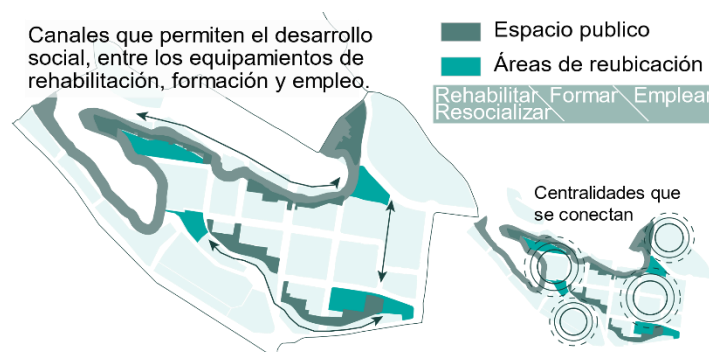 Canales que permiten el desarrollo
social, entre los equipamientos de
rehabilitación, formación y empleo.
Espacio publico
Áreas de reubicación
Rehabilitar Formar Emplear
Resocializar
Centralidades que
se conectan